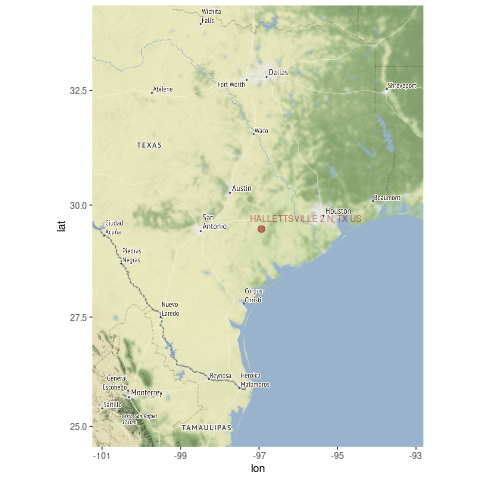 Wichita
Falls
Dallas
Fort Worth
Abilene
Shreveport
32.5
Waco
TEXAS
Austin
Beaumont
30.0
Houston
San
Antonio
HALLETTSVILLE 2 N, TX US
Ciudad
Acuña
Piedras
Negras
lat
Corpus
Christi
Nuevo
Laredo
27.5
Reynosa
Heroica
Matamoros
General
Escobedo
Monterrey
Saltillo
TAMAULIPAS
25.0
-101
-99
-97
-95
-93
lon